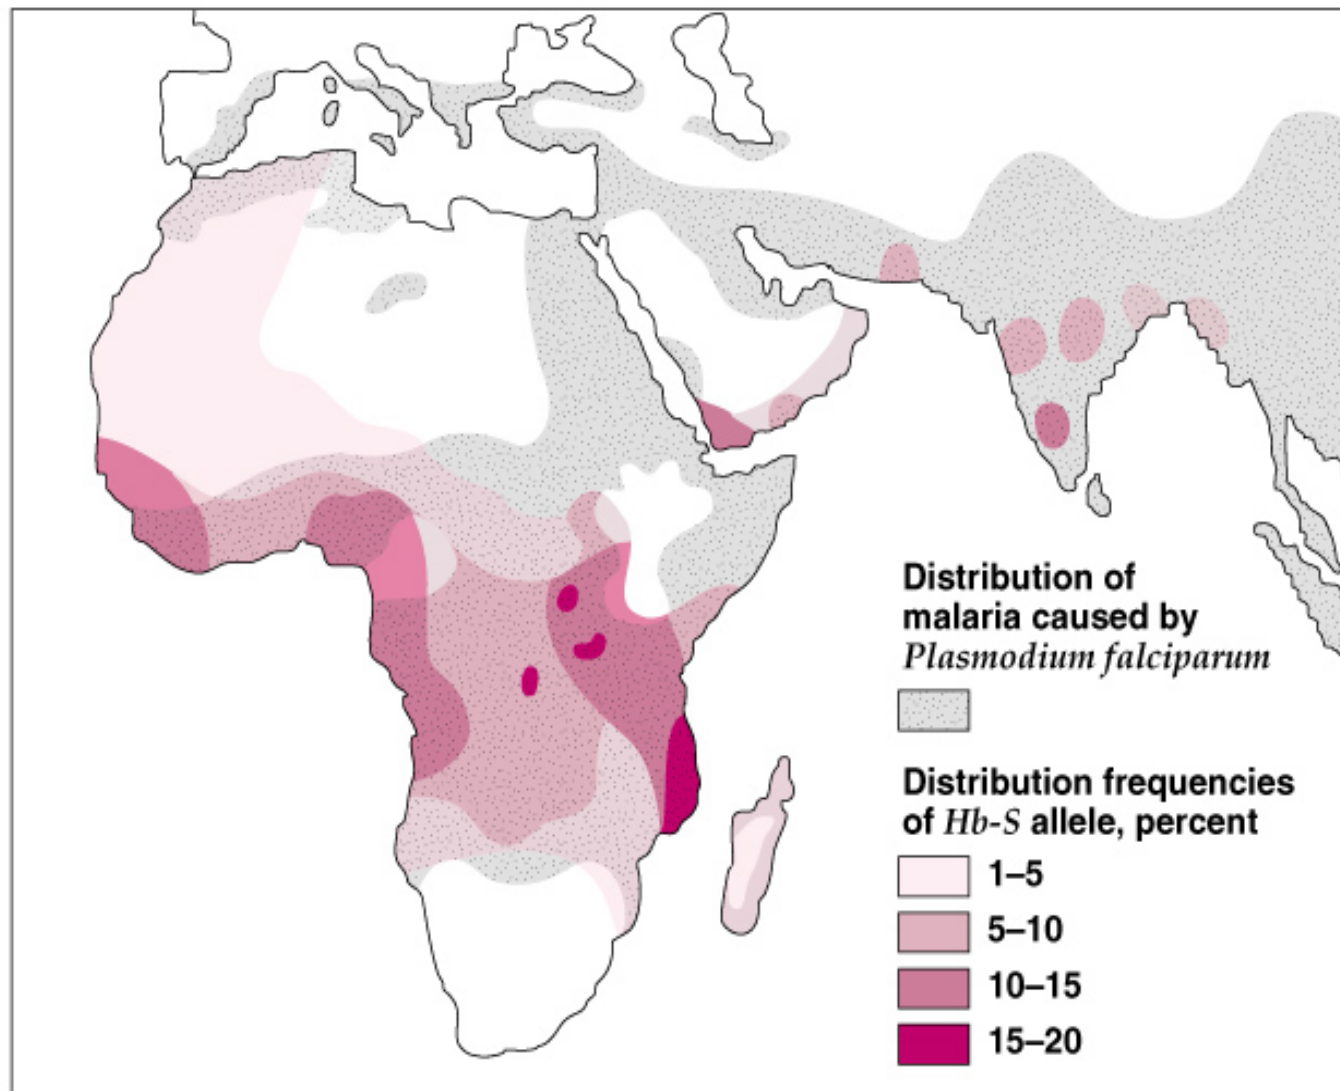 Distribution of
malaria caused by
Plasmodium falciparum
Distribution frequencies
of Hb-S allele, percent
1–5
5–10
10–15
15–20